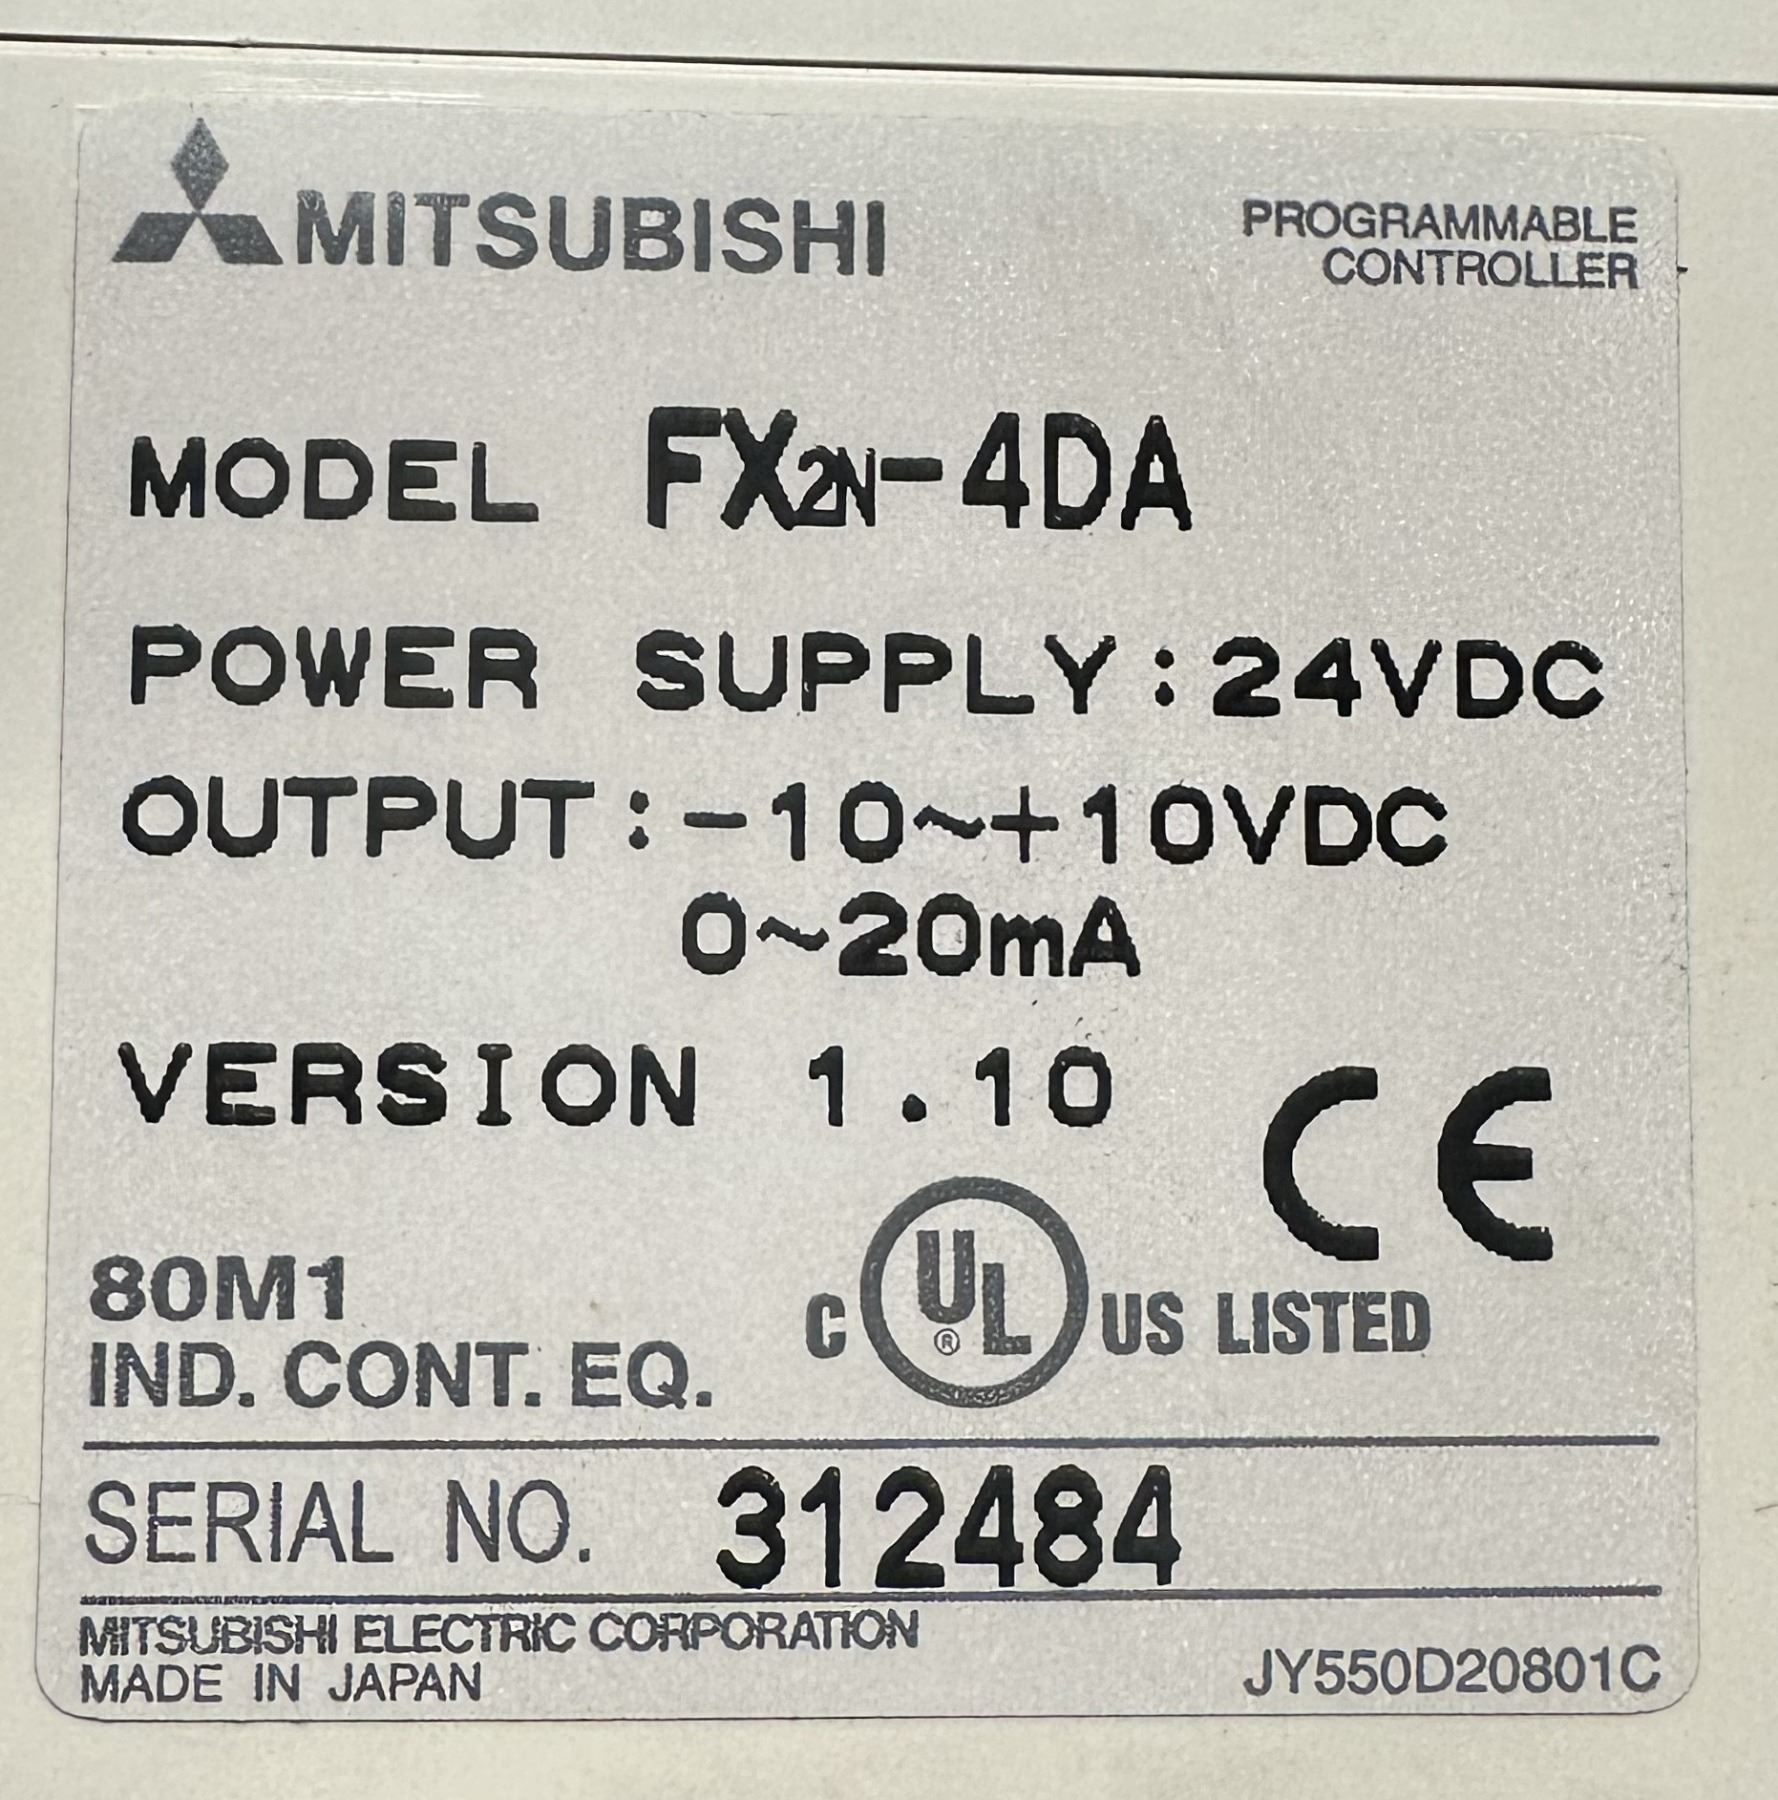 MITSUBISHI
PROGRAMMABLE
CONTROLLER
MODEL FX2N-4DA
POWER SUPPLY:24VDC
OUTPUT:-10~+10VDC
0~20mA
VERSION 1.10
CE
80M1
IND. CONT. EQ.
C UL® US LISTED
SERIAL NO. 312484
MITSUBISHI ELECTRIC CORPORATION
MADE IN JAPAN
JY550D20801C